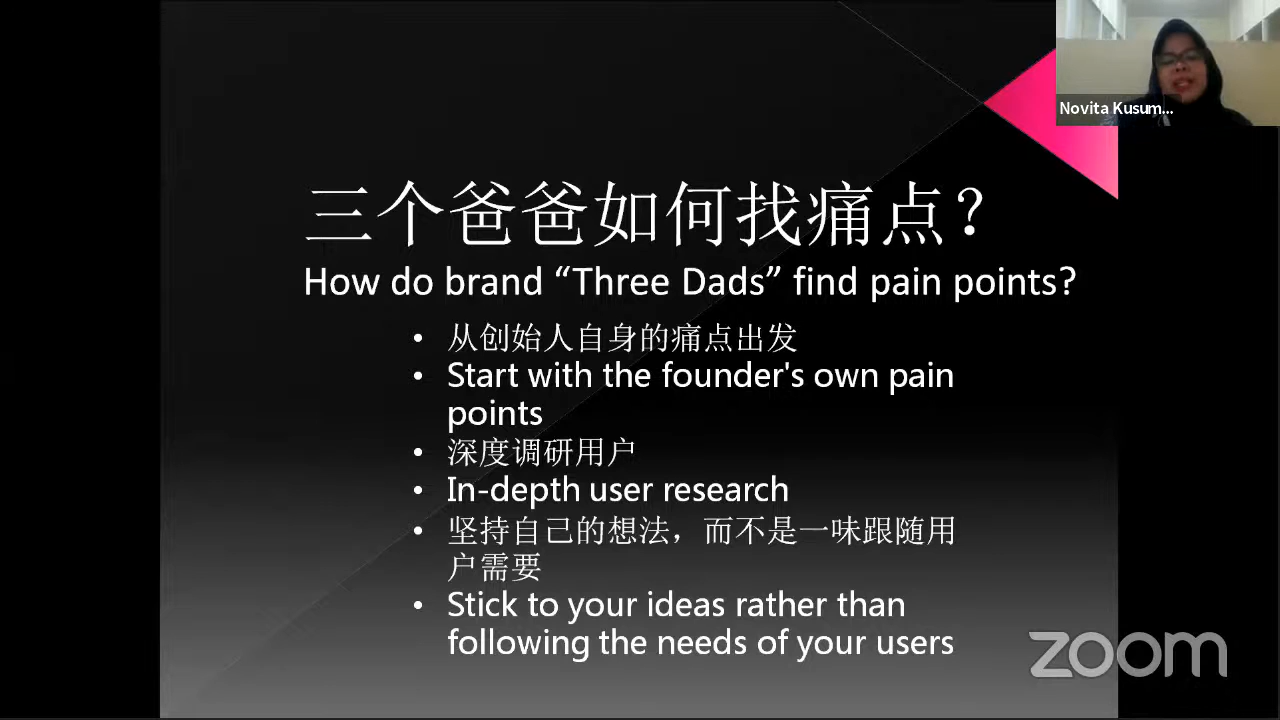 Novita Kusum...
三个爸爸如何找痛点？
How do brand “Three Dads” find pain points?
• 从创始人自身的痛点出发
• Start with the founder's own pain
points
• 深度调研用户
• In-depth user research
• 坚持自己的想法，而不是一味跟随用
户需要
• Stick to your ideas rather than
following the needs of your users
zoom